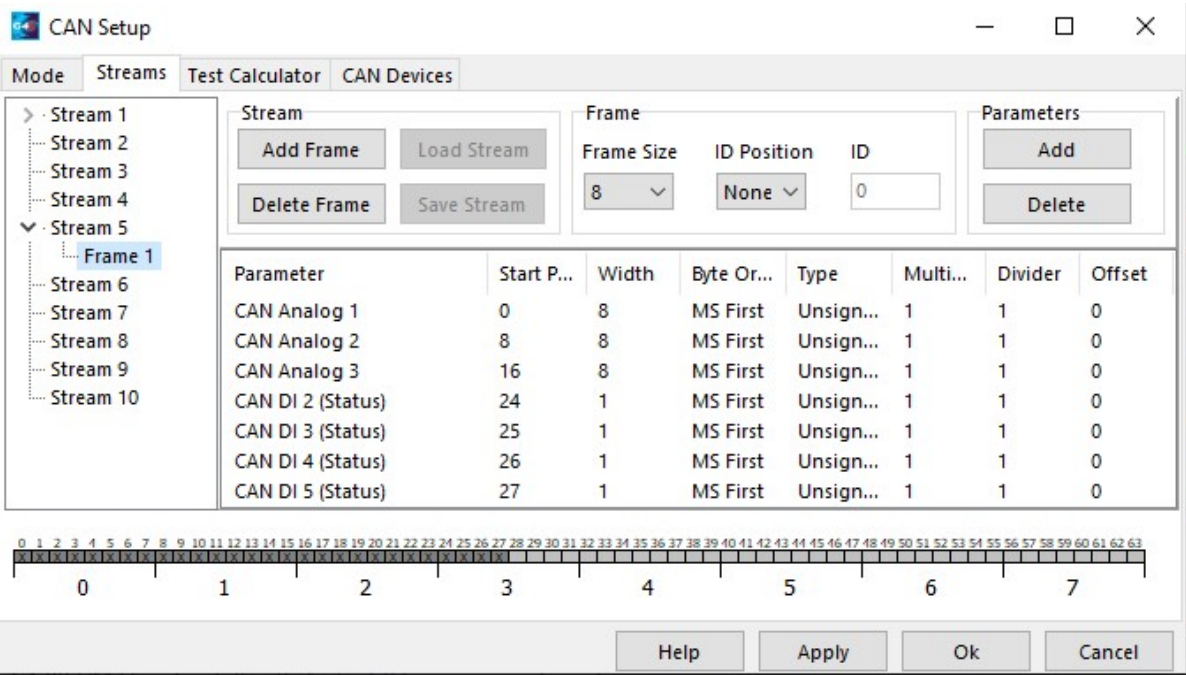 G4 CAN Setup
Mode Streams Test Calculator CAN Devices
Stream 1
Stream 2
Stream 3
Stream 4
Stream 5
Frame 1
Stream 6
Stream 7
Stream 8
Stream 9
Stream 10
Stream
Add Frame Load Stream
Delete Frame Save Stream
Frame
Frame Size ID Position ID
8 None 0
Parameters
Add
Delete
Parameter Start P... Width Byte Or... Type Multi... Divider Offset
CAN Analog 1 0 8 MS First Unsign... 1 1 0
CAN Analog 2 8 8 MS First Unsign... 1 1 0
CAN Analog 3 16 8 MS First Unsign... 1 1 0
CAN DI 2 (Status) 24 1 MS First Unsign... 1 1 0
CAN DI 3 (Status) 25 1 MS First Unsign... 1 1 0
CAN DI 4 (Status) 26 1 MS First Unsign... 1 1 0
CAN DI 5 (Status) 27 1 MS First Unsign... 1 1 0
0 1 2 3 4 5 6 7 8 9 10 11 12 13 14 15 16 17 18 19 20 21 22 23 24 25 26 27 28 29 30 31 32 33 34 35 36 37 38 39 40 41 42 43 44 45 46 47 48 49 50 51 52 53 54 55 56 57 58 59 60 61 62 63
X X X X X X X X X X X X X X X X X X X X X X X X X X X X
0 1 2 3 4 5 6 7
Help Apply Ok Cancel